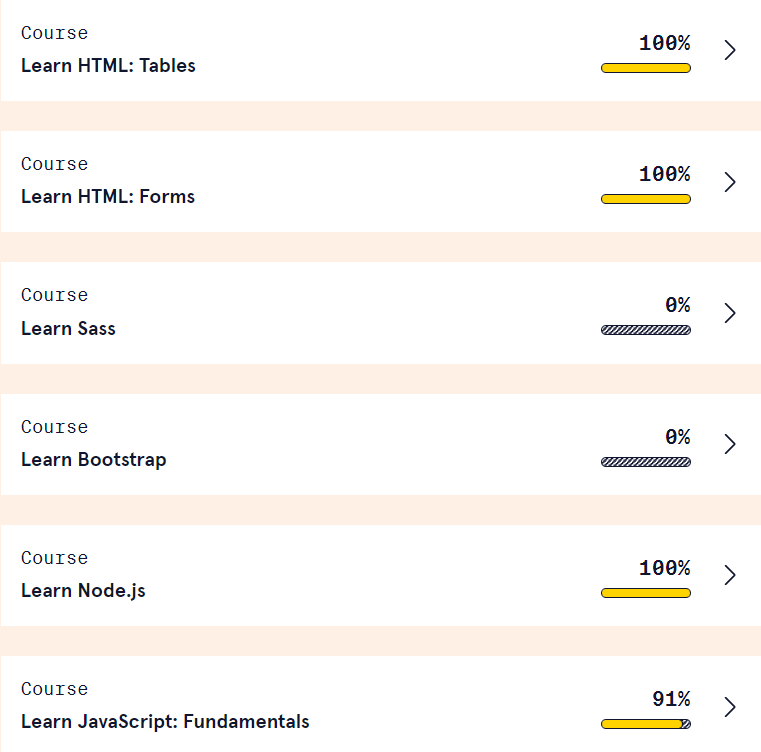 Course
Learn HTML: Tables
100%
Course
Learn HTML: Forms
100%
Course
Learn Sass
0%
Course
Learn Bootstrap
0%
Course
Learn Node.js
100%
Course
Learn JavaScript: Fundamentals
91%